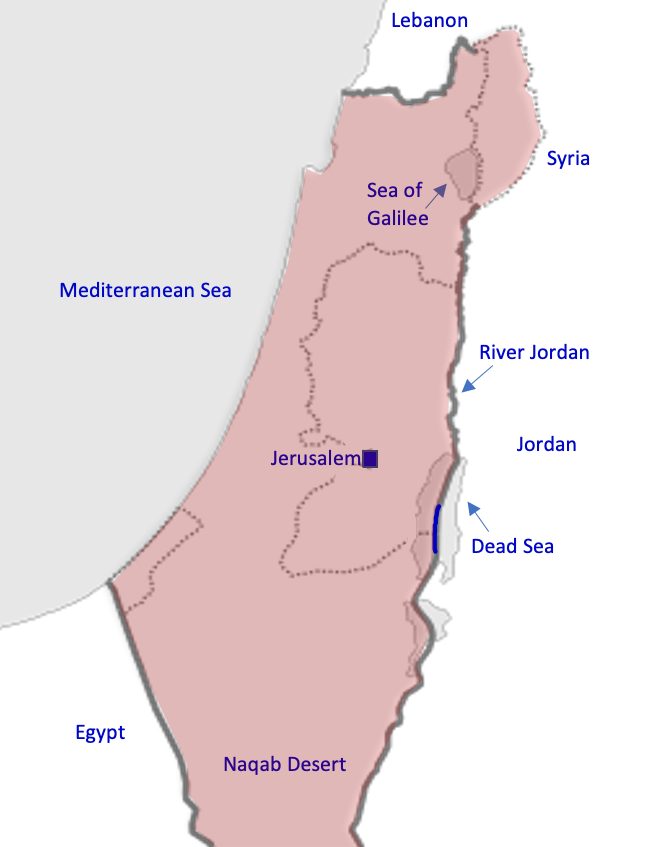 Lebanon
Syria
Sea of
Galilee
Mediterranean Sea
River Jordan
Jordan
Jerusalem
Dead Sea
Egypt
Naqab Desert